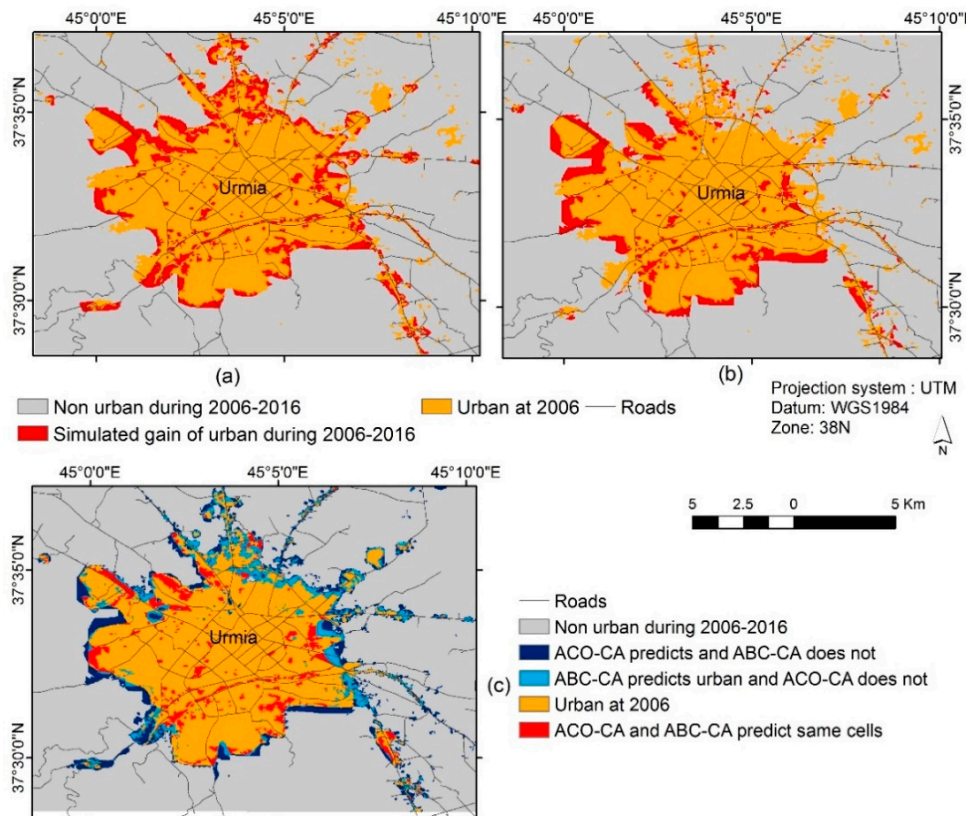 45°0'0"E 45°5'0"E 45°10'0"E
45°0'0"E 45°5'0"E 45°10'0"E
37°35'0"N
37°30'0"N
Urmia
(a)
37°35'0"N
37°30'0"N
Urmia
(b)
Non urban during 2006-2016
Urban at 2006
Roads
Simulated gain of urban during 2006-2016
Projection system : UTM
Datum: WGS1984
Zone: 38N
N
45°0'0"E 45°5'0"E 45°10'0"E
37°35'0"N
37°30'0"N
Urmia
(c)
5 2.5 0 5 Km
Roads
Non urban during 2006-2016
ACO-CA predicts and ABC-CA does not
ABC-CA predicts urban and ACO-CA does not
Urban at 2006
ACO-CA and ABC-CA predict same cells